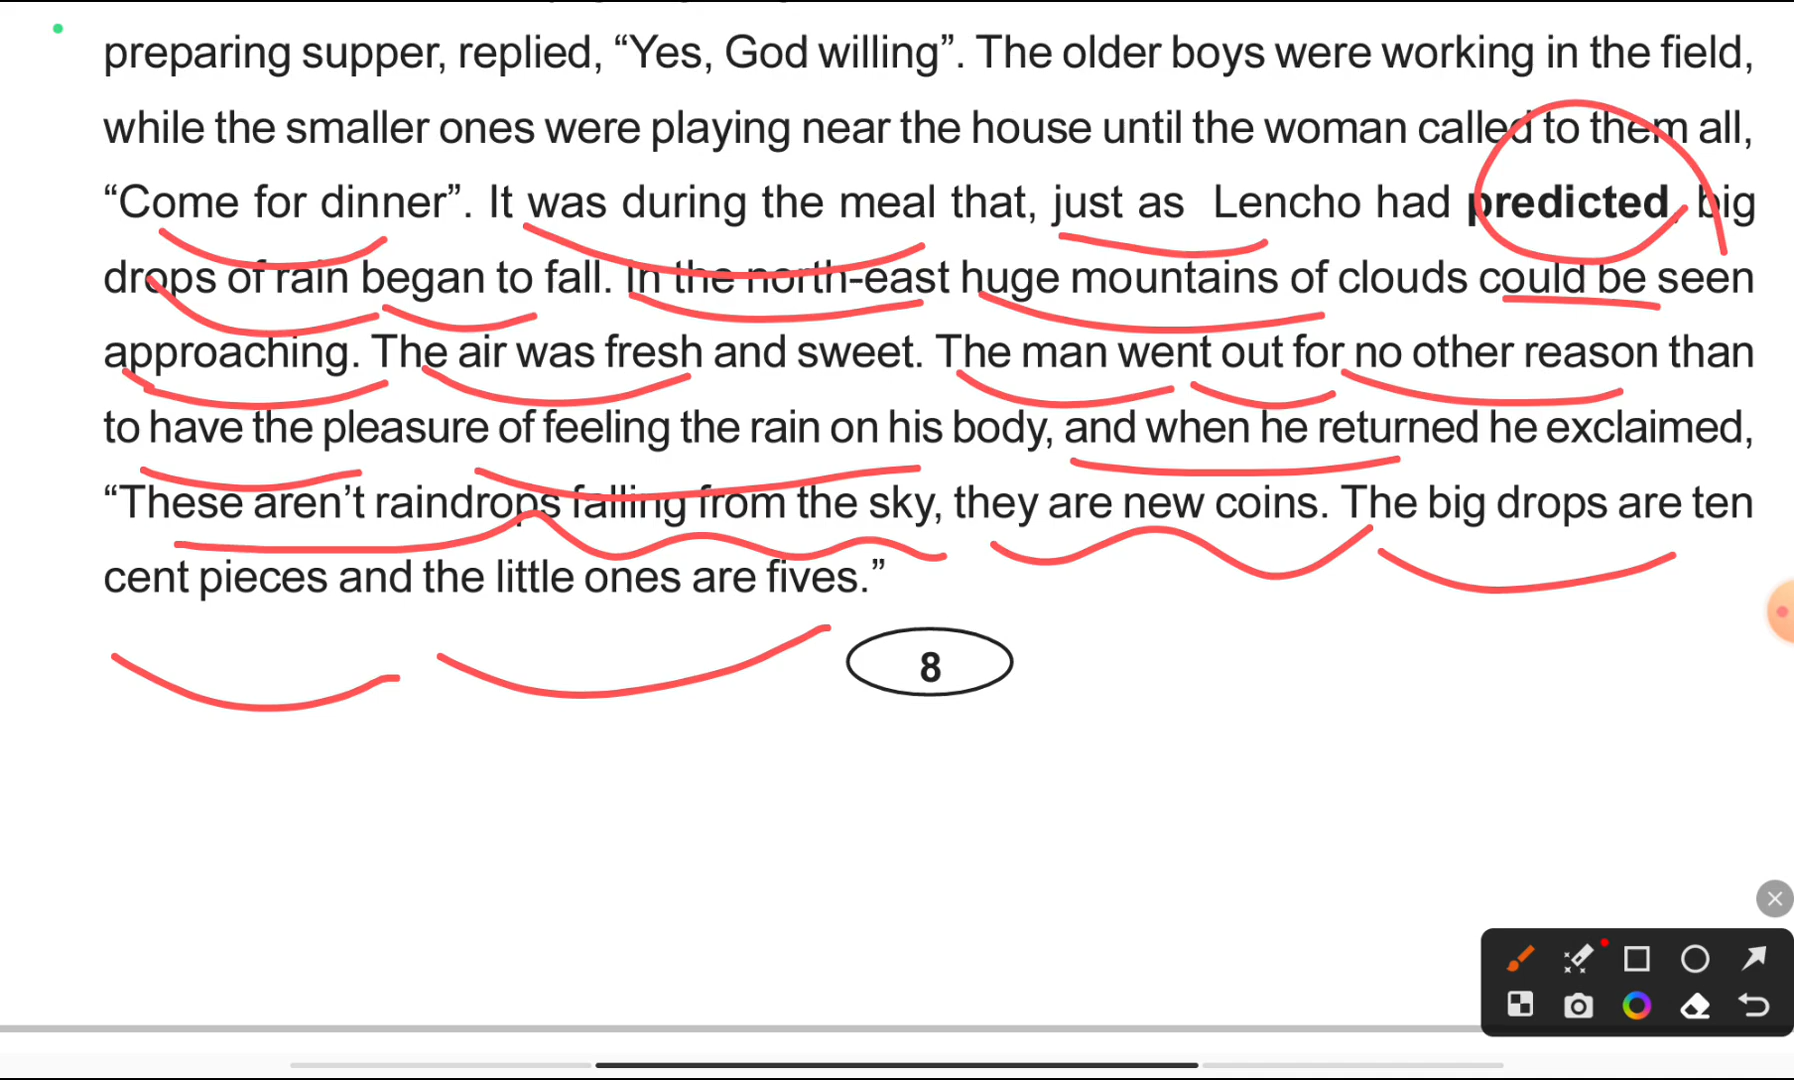 preparing supper, replied, “Yes, God willing”. The older boys were working in the field,
while the smaller ones were playing near the house until the woman called to them all,
“Come for dinner”. It was during the meal that, just as Lencho had predicted, big
drops of rain began to fall. In the north-east huge mountains of clouds could be seen
approaching. The air was fresh and sweet. The man went out for no other reason than
to have the pleasure of feeling the rain on his body, and when he returned he exclaimed,
“These aren’t raindrops falling from the sky, they are new coins. The big drops are ten
cent pieces and the little ones are fives.”
8